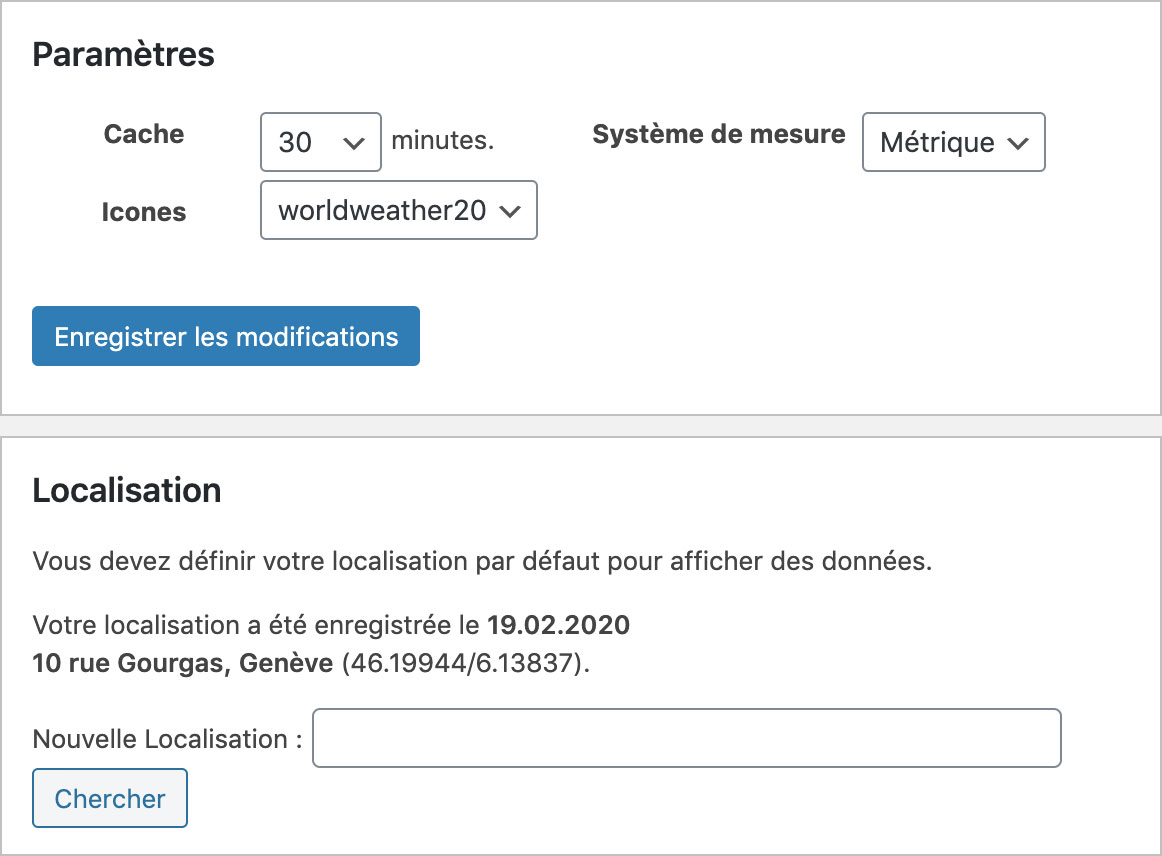 Paramètres
Cache 30 minutes. Système de mesure Métrique
Icones worldweather20
Enregistrer les modifications
Localisation
Vous devez définir votre localisation par défaut pour afficher des données.
Votre localisation a été enregistrée le 19.02.2020
10 rue Gourgas, Genève (46.19944/6.13837).
Nouvelle Localisation :
Chercher